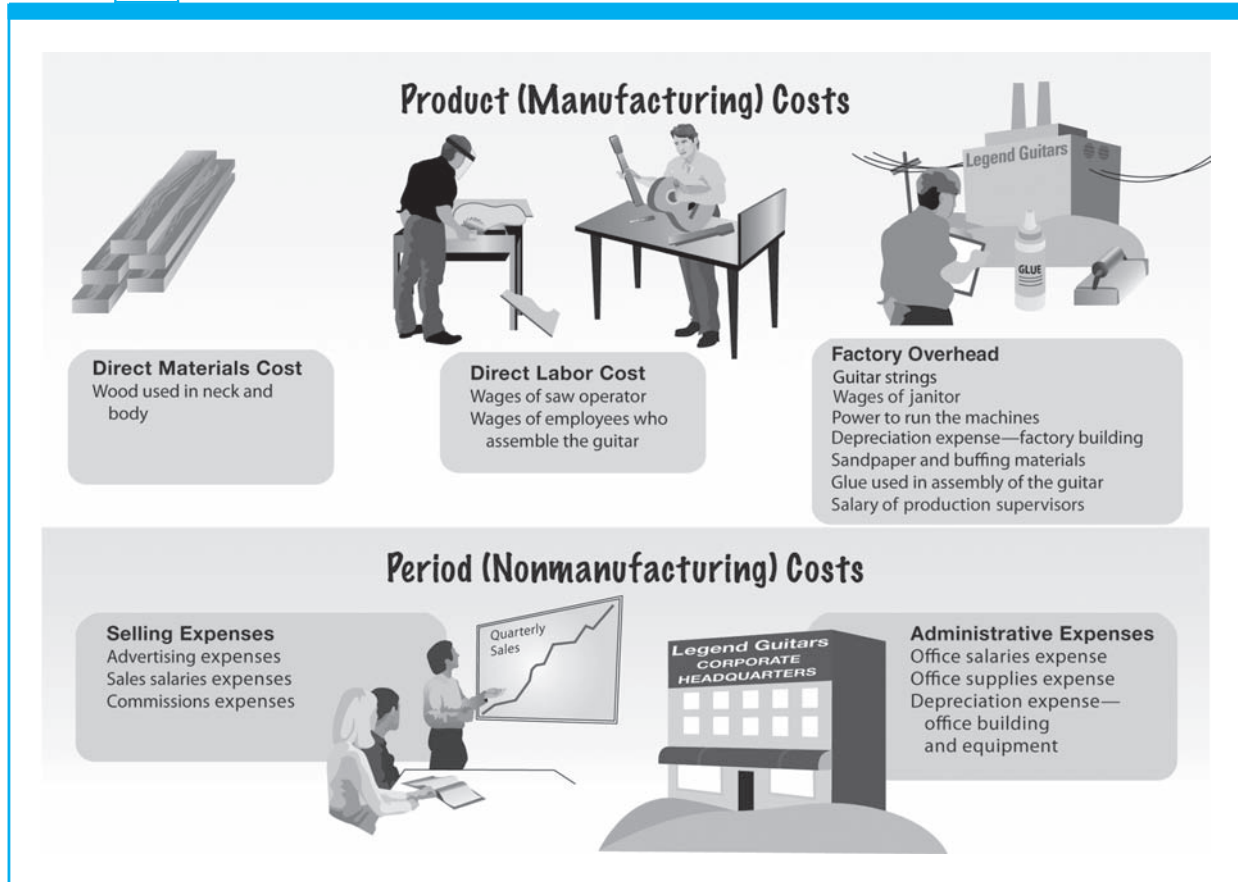 Product (Manufacturing) Costs
Legend Guitars
GLUE
Direct Materials Cost
Wood used in neck and
body
Direct Labor Cost
Wages of saw operator
Wages of employees who
assemble the guitar
Factory Overhead
Guitar strings
Wages of janitor
Power to run the machines
Depreciation expense—factory building
Sandpaper and buffing materials
Glue used in assembly of the guitar
Salary of production supervisors
Period (Nonmanufacturing) Costs
Selling Expenses
Advertising expenses
Sales salaries expenses
Commissions expenses
Quarterly
Sales
Legend Guitars
CORPORATE
HEADQUARTERS
Administrative Expenses
Office salaries expense
Office supplies expense
Depreciation expense—
office building
and equipment